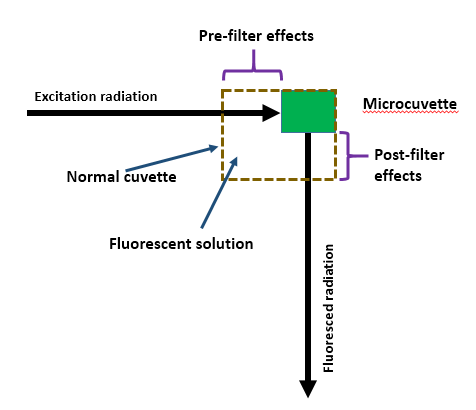 Pre-filter effects
Excitation radiation
Microcuvette
Post-filter
effects
Normal cuvette
Fluorescent solution
Fluoresced radiation